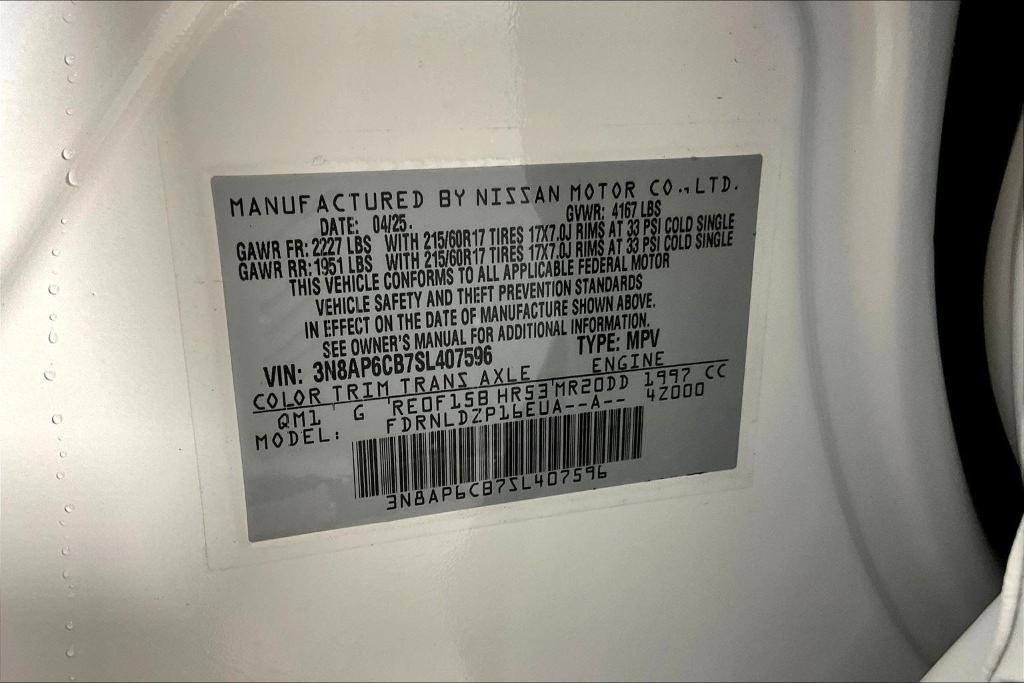 MANUFACTURED BY NISSAN MOTOR CO., LTD.
DATE: 04/25. GVWR: 4167 LBS
GAWR FR: 2227 LBS WITH 215/60R17 TIRES 17X7.0J RIMS AT 33 PSI COLD SINGLE
GAWR RR: 1951 LBS WITH 215/60R17 TIRES 17X7.0J RIMS AT 33 PSI COLD SINGLE
THIS VEHICLE CONFORMS TO ALL APPLICABLE FEDERAL MOTOR
VEHICLE SAFETY AND THEFT PREVENTION STANDARDS
IN EFFECT ON THE DATE OF MANUFACTURE SHOWN ABOVE.
SEE OWNER'S MANUAL FOR ADDITIONAL INFORMATION.
VIN: 3N8AP6CB7SL407596 TYPE: MPV
COLOR TRIM TRANS AXLE ENGINE
QM1 G RE0F15B HR53 MR20DD 1997 CC
MODEL: FDRNLDZP16EUA--A-- 42000
3N8AP6CB7SL407596